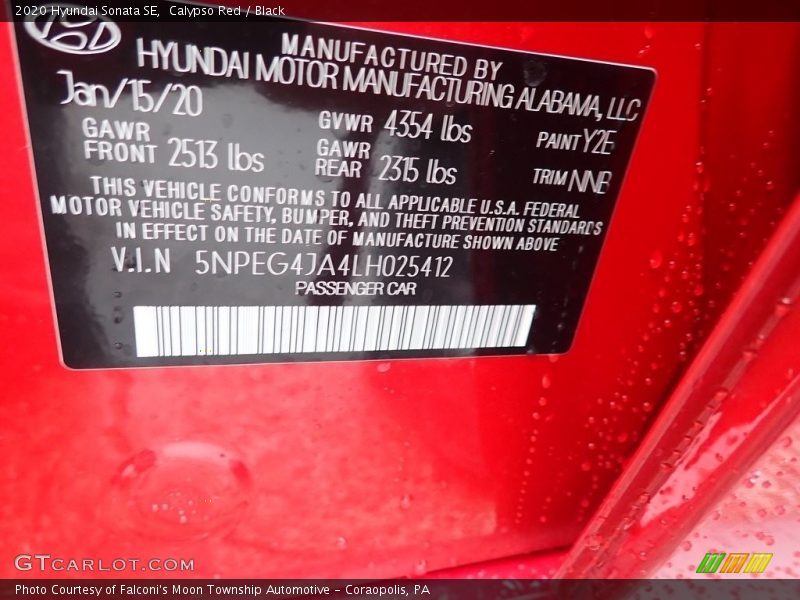 2020 Hyundai Sonata SE, Calypso Red / Black
MANUFACTURED BY
HYUNDAI MOTOR MANUFACTURING ALABAMA, LLC
Jan/15/20
GVWR 4354 lbs
PAINT Y2E
GAWR FRONT 2513 lbs
GAWR REAR 2315 lbs
TRIM NNB
THIS VEHICLE CONFORMS TO ALL APPLICABLE U.S.A. FEDERAL
MOTOR VEHICLE SAFETY, BUMPER, AND THEFT PREVENTION STANDARDS
IN EFFECT ON THE DATE OF MANUFACTURE SHOWN ABOVE
V.I.N 5NPEG4JA4LH025412
PASSENGER CAR
GTCARLOT.COM
Photo Courtesy of Falconi's Moon Township Automotive - Coraopolis, PA